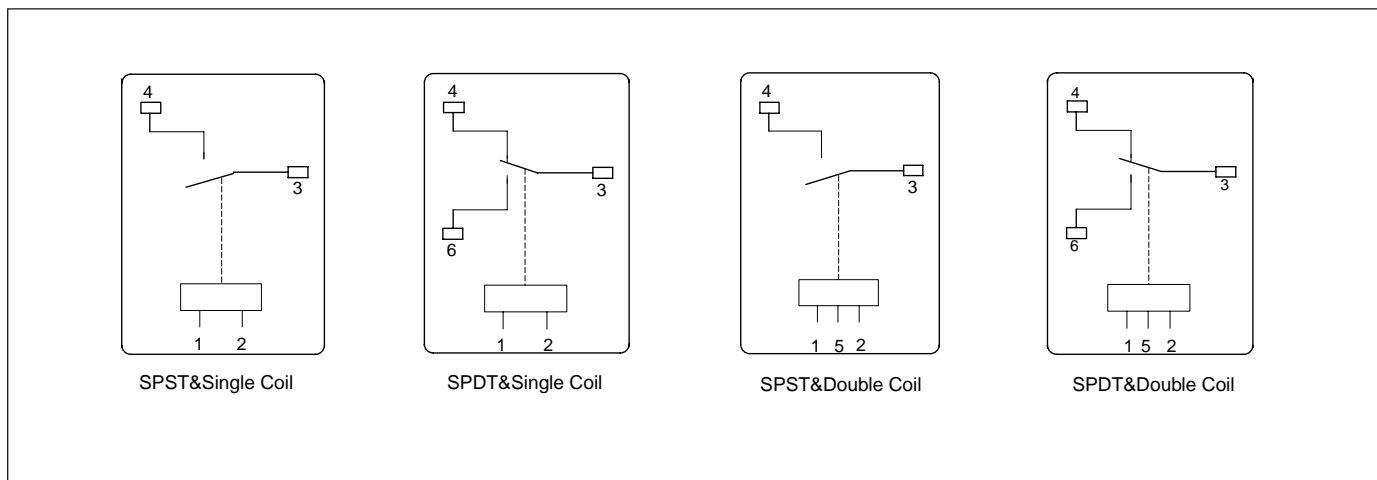 4 4 4 4
3 3 3 3
6 6
1 2 1 2 1 5 2 1 5 2
SPST&Single Coil SPDT&Single Coil SPST&Double Coil SPDT&Double Coil